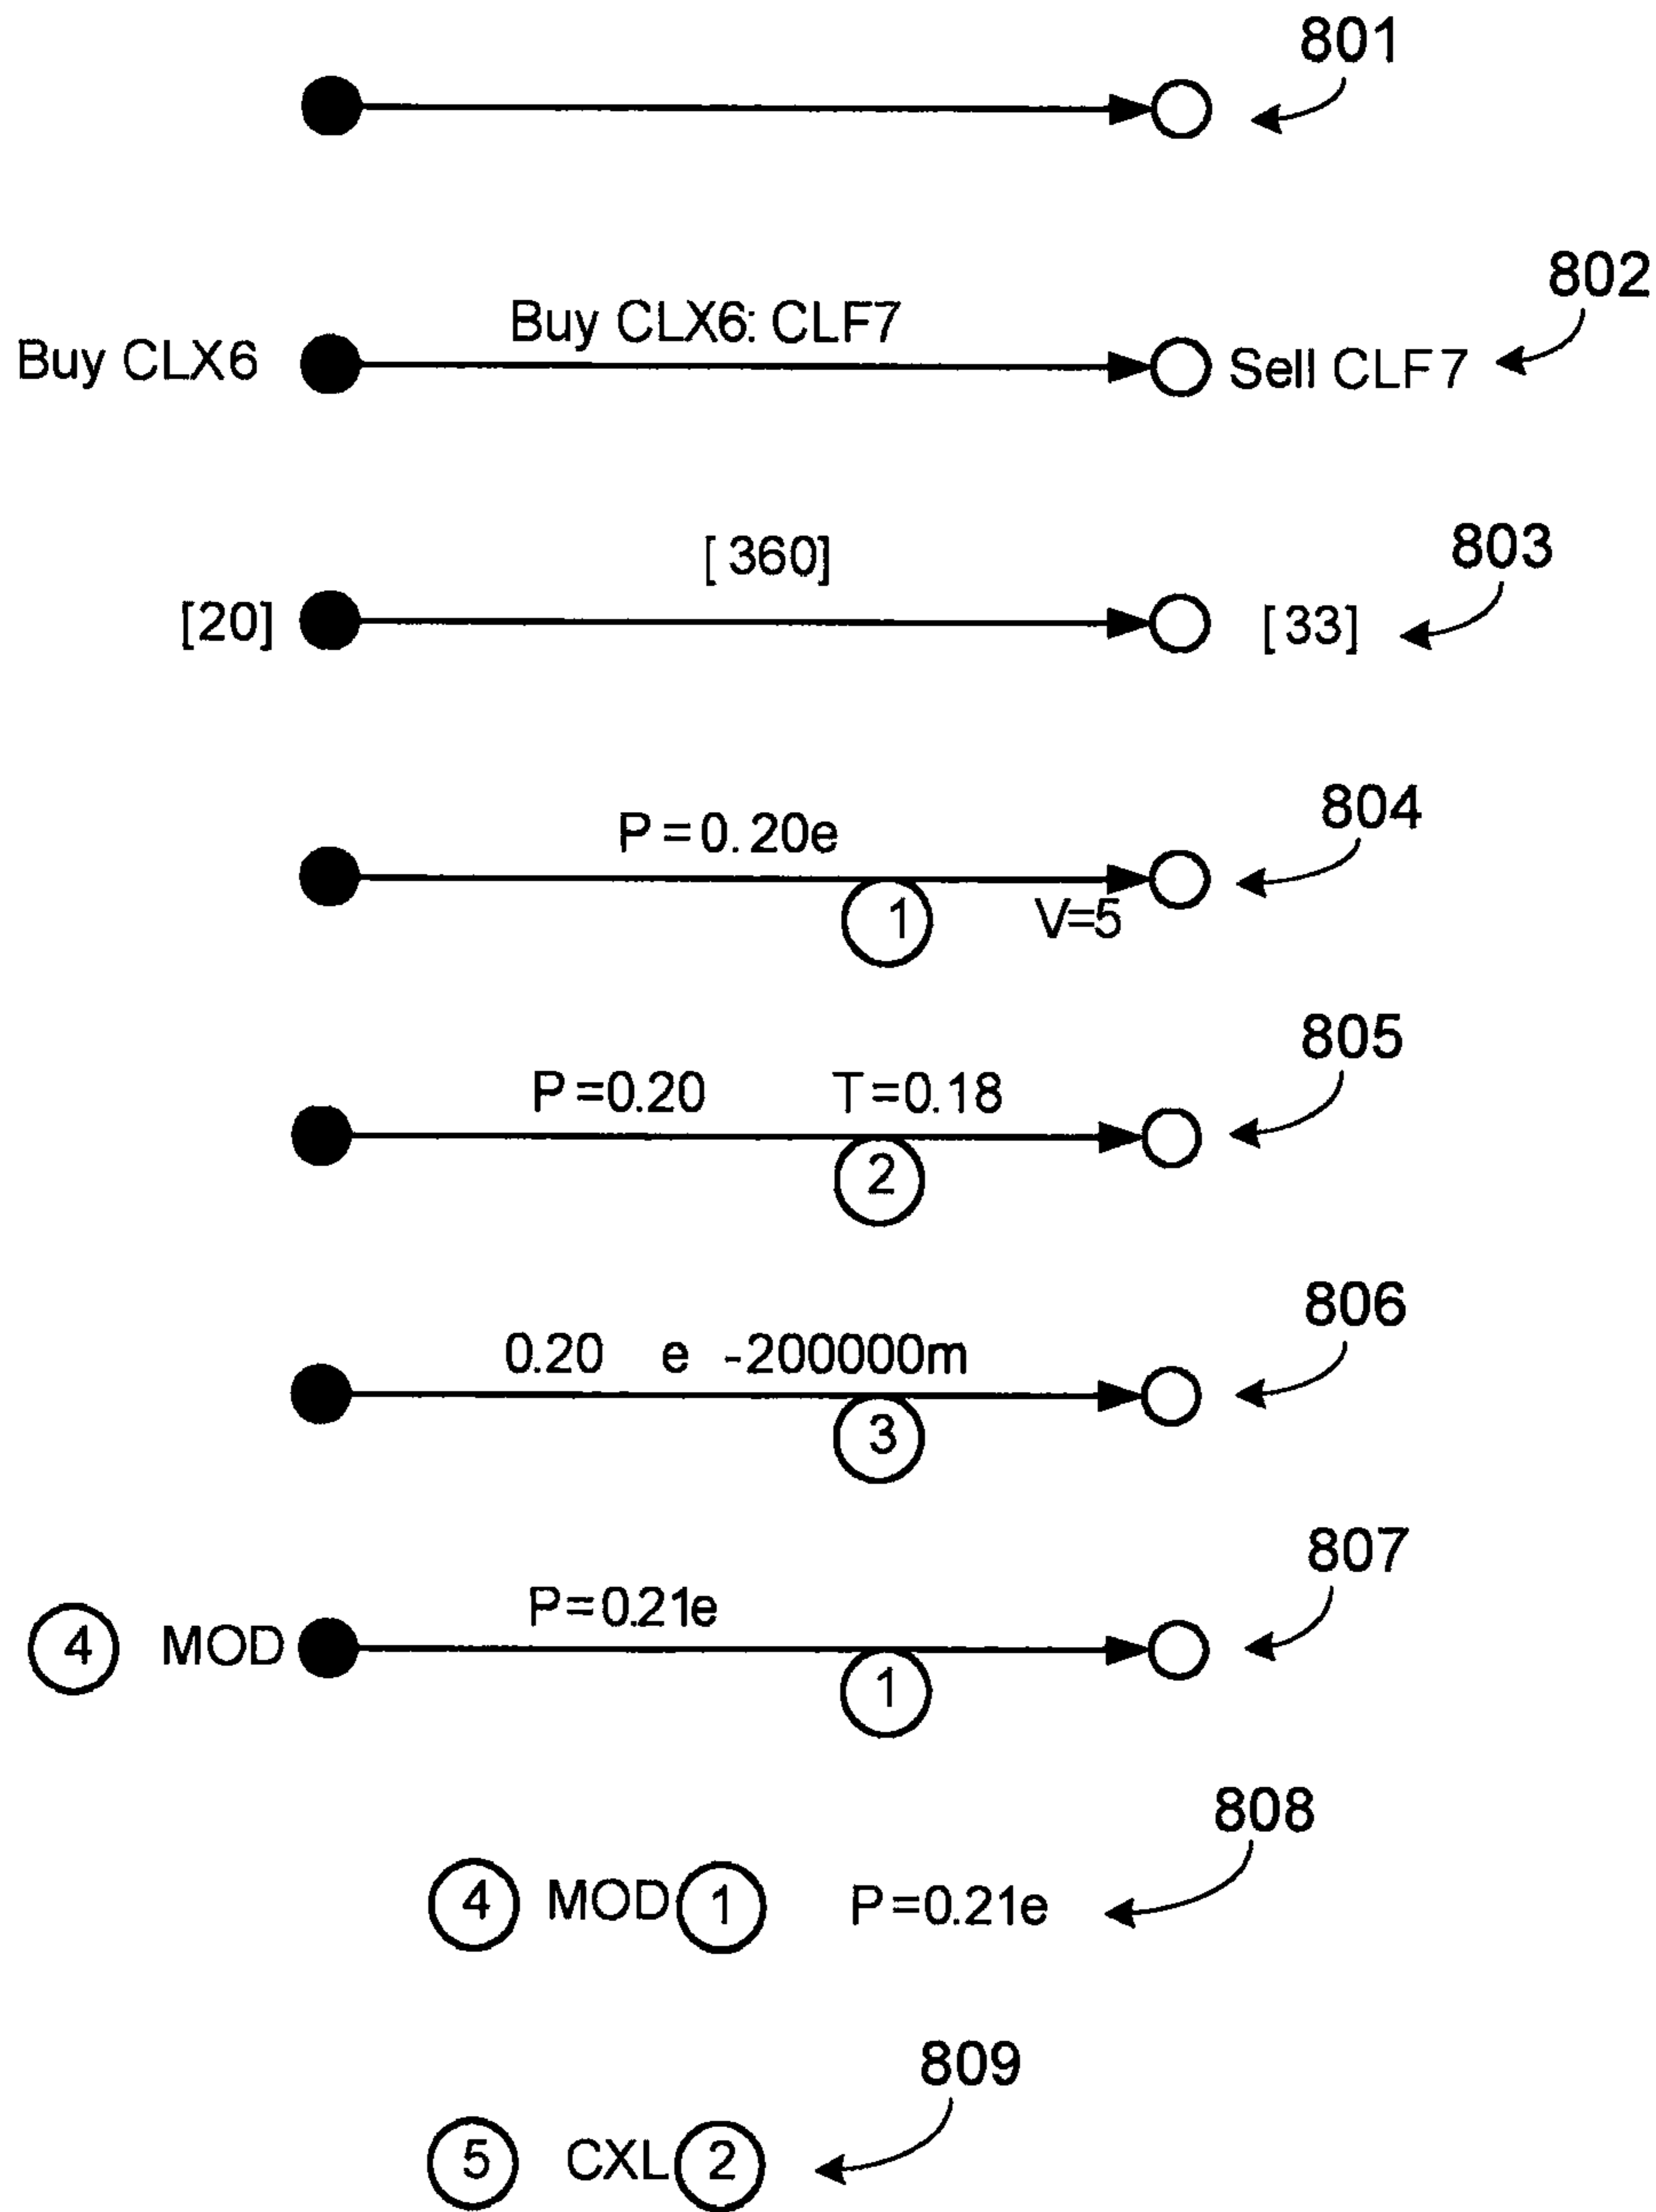 801
802
Buy CLX6: CLF7
Buy CLX6
Sell CLF7
803
[360]
[20]
[33]
804
P=0.20e
1
V=5
805
P=0.20 T=0.18
2
806
0.20 e -200000m
3
807
P=0.21e
4 MOD
1
808
4 MOD 1 P=0.21e
809
5 CXL 2